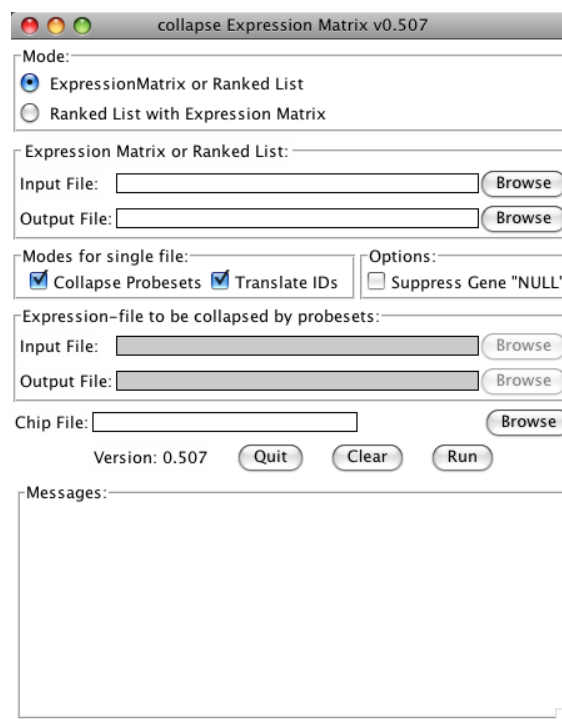 collapse Expression Matrix v0.507
Mode:
ExpressionMatrix or Ranked List
Ranked List with Expression Matrix
Expression Matrix or Ranked List:
Input File: Browse
Output File: Browse
Modes for single file: Options:
Collapse Probesets Translate IDs Suppress Gene "NULL"
Expression-file to be collapsed by probesets:
Input File: Browse
Output File: Browse
Chip File: Browse
Version: 0.507 Quit Clear Run
Messages: